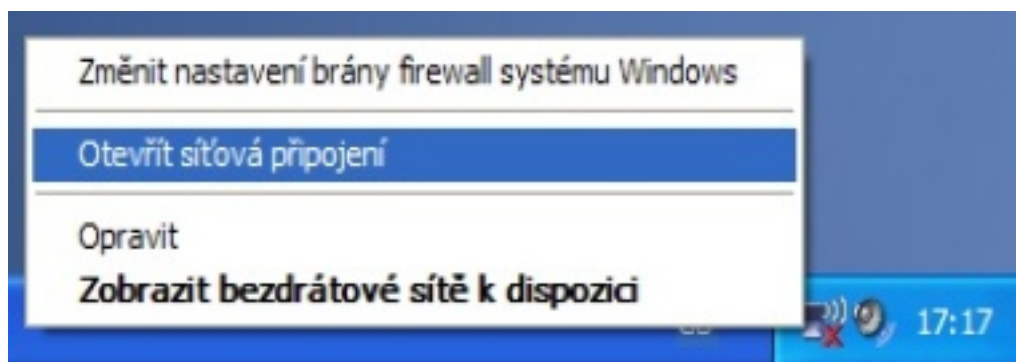 Změnit nastavení brány firewall systému Windows
Otevřít síťová připojení
Opravit
Zobrazit bezdrátové sítě k dispozici
17:17